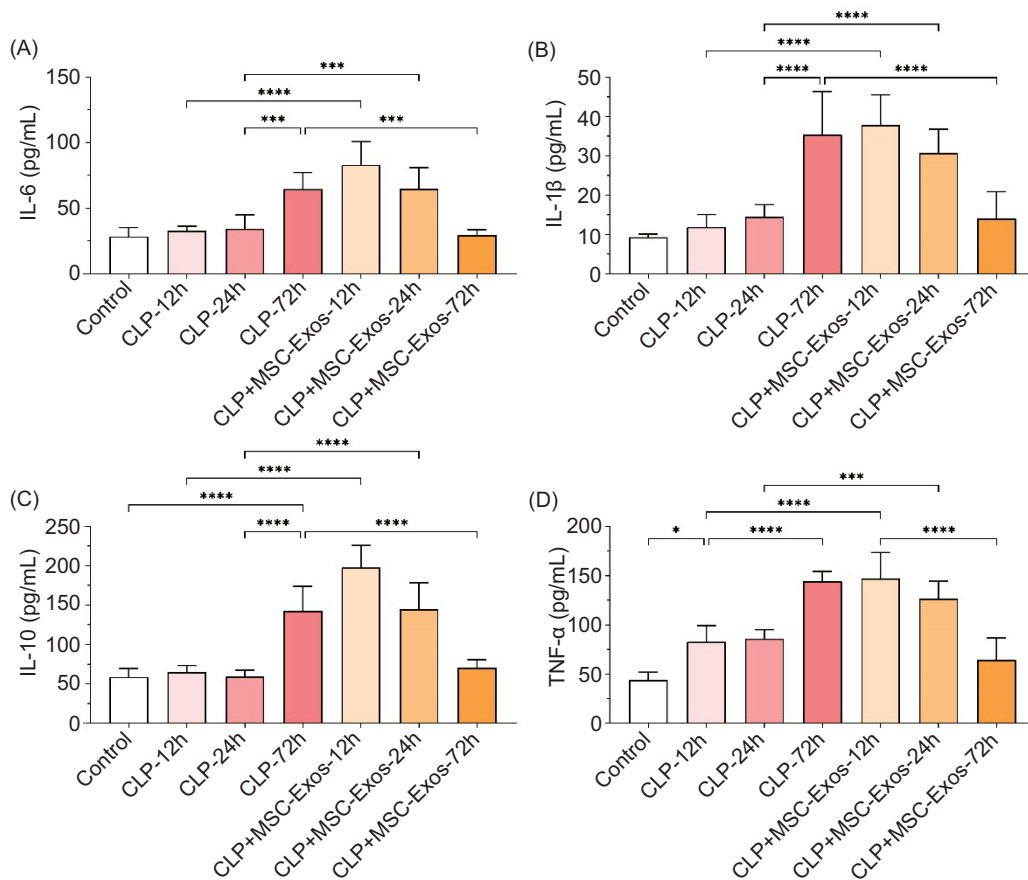 (A)
***
****
***
***
IL-6 (pg/mL)
150
100
50
0
Control
CLP-12h
CLP-24h
CLP-72h
CLP+MSC-Exos-12h
CLP+MSC-Exos-24h
CLP+MSC-Exos-72h
(B)
****
****
****
****
IL-1β (pg/mL)
50
40
30
20
10
0
Control
CLP-12h
CLP-24h
CLP-72h
CLP+MSC-Exos-12h
CLP+MSC-Exos-24h
CLP+MSC-Exos-72h
(C)
****
****
****
****
****
IL-10 (pg/mL)
250
200
150
100
50
0
Control
CLP-12h
CLP-24h
CLP-72h
CLP+MSC-Exos-12h
CLP+MSC-Exos-24h
CLP+MSC-Exos-72h
(D)
***
****
*
****
****
TNF-α (pg/mL)
200
150
100
50
0
Control
CLP-12h
CLP-24h
CLP-72h
CLP+MSC-Exos-12h
CLP+MSC-Exos-24h
CLP+MSC-Exos-72h